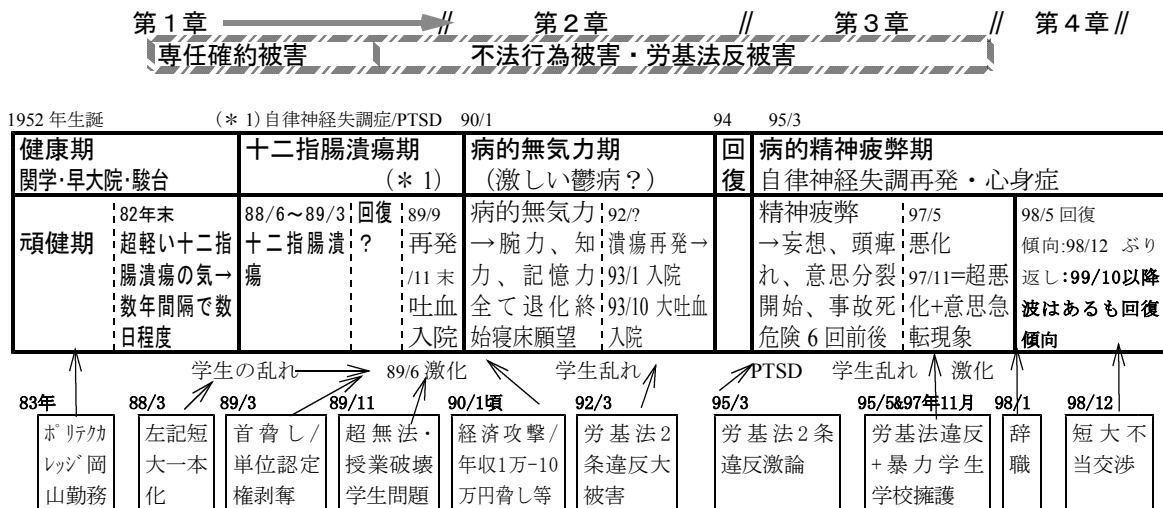 第１章 // 第２章 // 第３章 // 第４章 //
専任確約被害 不法行為被害・労基法反被害
1952 年生誕 (＊ 1)自律神経失調症/PTSD 90/1 94 95/3
健康期 十二指腸潰瘍期 病的無気力期 回 病的精神疲弊期
関学・早大院・駿台 (＊ 1) （激しい鬱病？） 復 自律神経失調再発・心身症
頑健期
82年末
超軽い十二指
腸潰瘍の気→
数年間隔で数
日程度
88/6～89/3
十二指腸潰
瘍
回復
？
89/9
再発
/11 末
吐血
入院
病的無気力
→腕力、知
力、記憶力
全て退化終
始寝床願望
92/?
潰瘍再発→
93/1 入院
93/10 大吐血
入院
精神疲弊
→妄想、頭痺
れ、意思分裂
開始、事故死
危険 6 回前後
97/5
悪化
97/11=超悪
化+意思急
転現象
98/5 回復
傾向:98/12 ぶり
返し:99/10以降
波はあるも回復
傾向
学生の乱れ 89/6 激化 学生乱れ PTSD 学生乱れ 激化
83年 88/3 89/3 89/11 90/1頃 92/3 95/3 95/5&97年11月 98/1 98/12
ﾎﾟﾘﾃｸｶ
ﾚｯｼﾞ岡
山勤務
左記短
大一本
化
首脅し/
単位認定
権剥奪
超無法・
授業破壊
学生問題
経済攻撃/
年収1万-10
万円脅し等
労基法2
条違反大
被害
労基法2条
違反激論
労基法違反
+暴力学生
学校擁護
辞
職
短大不
当交渉